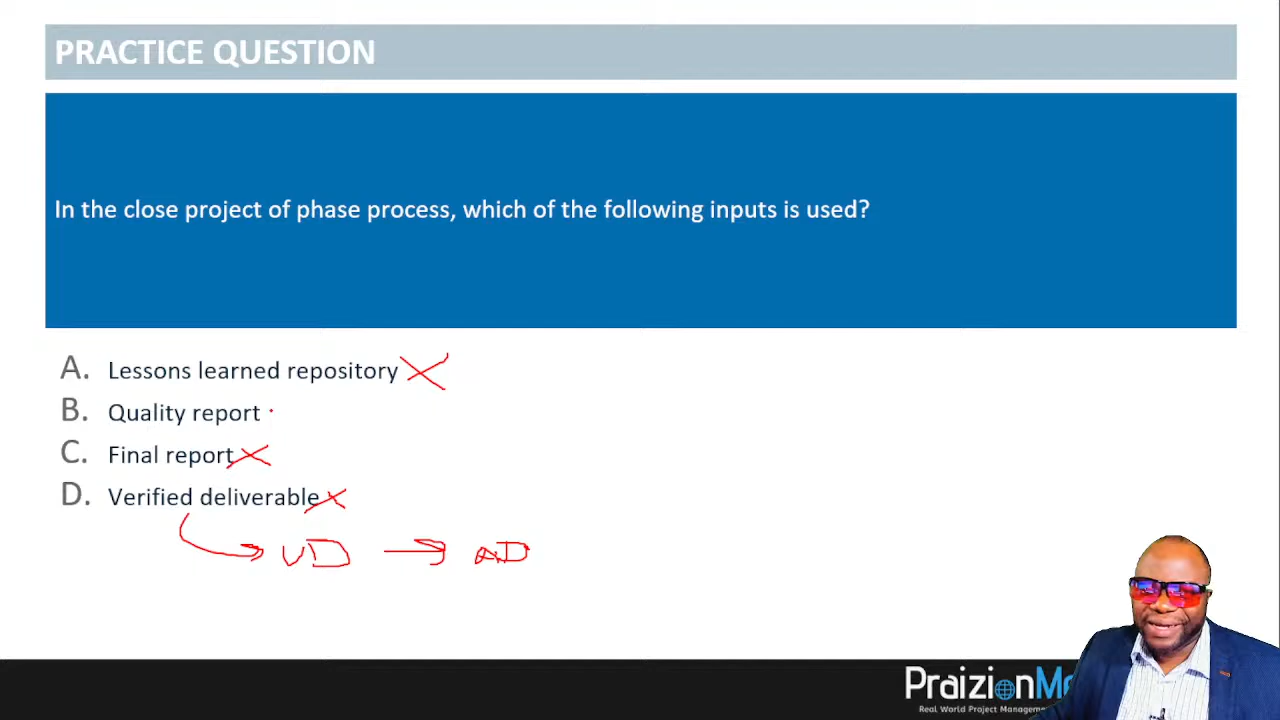 PRACTICE QUESTION
In the close project of phase process, which of the following inputs is used?
A. Lessons learned repository
B. Quality report
C. Final report
D. Verified deliverable
VD → AD
PraizionMe
Real World Project Managem